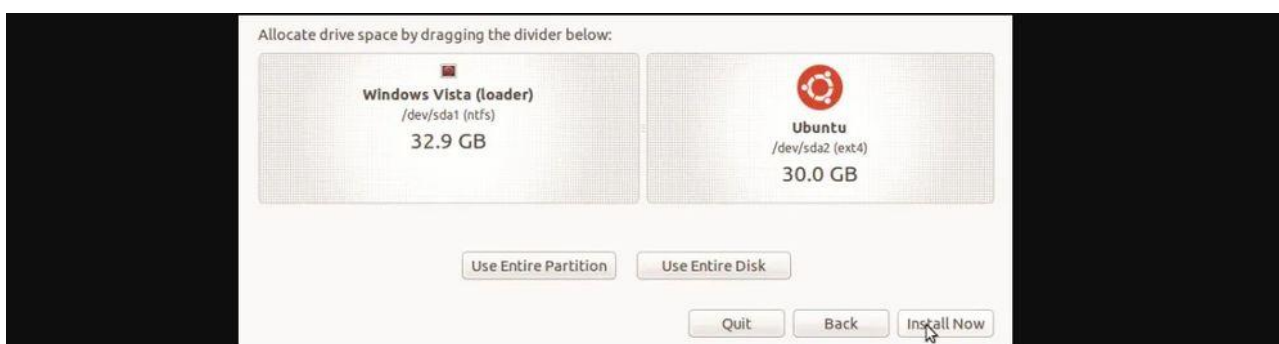 Allocate drive space by dragging the divider below:
Windows Vista (loader)
/dev/sda1 (ntfs)
32.9 GB
Ubuntu
/dev/sda2 (ext4)
30.0 GB
Use Entire Partition
Use Entire Disk
Quit
Back
Install Now